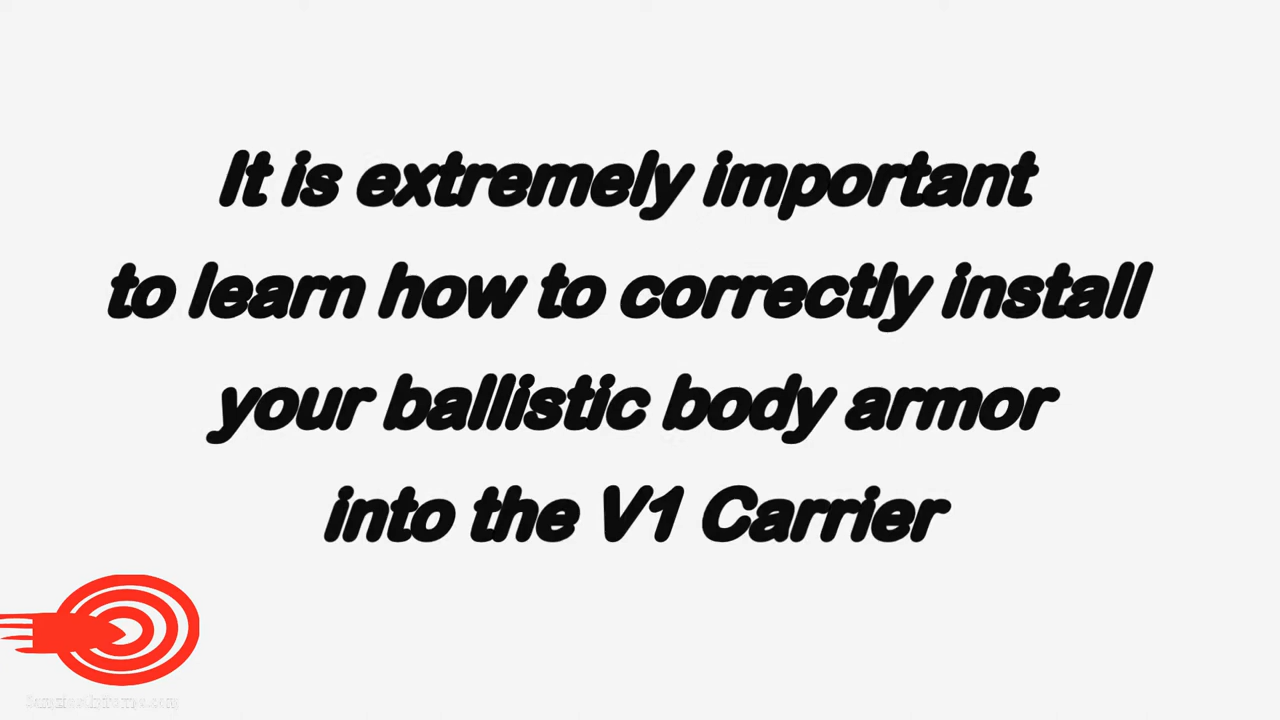 It is extremely important
to learn how to correctly install
your ballistic body armor
into the V1 Carrier